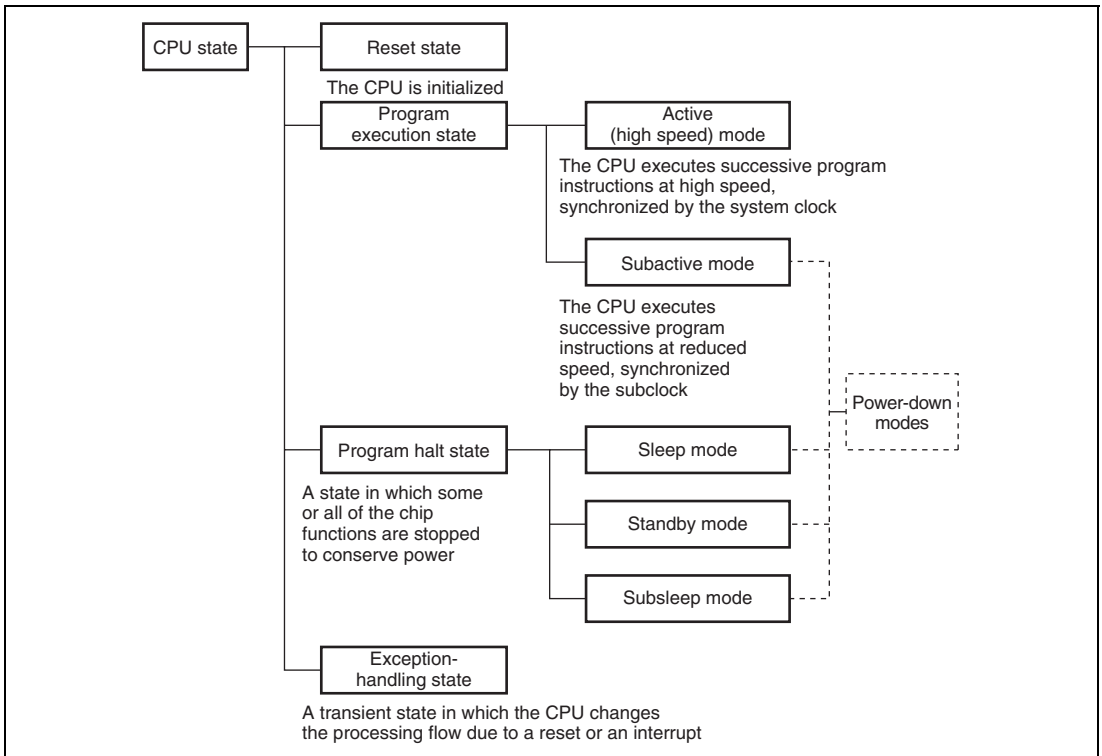 CPU state
Reset state
The CPU is initialized
Program
execution state
Active
(high speed) mode
The CPU executes successive program
instructions at high speed,
synchronized by the system clock
Subactive mode
The CPU executes
successive program
instructions at reduced
speed, synchronized
by the subclock
Power-down
modes
Program halt state
A state in which some
or all of the chip
functions are stopped
to conserve power
Sleep mode
Standby mode
Subsleep mode
Exception-
handling state
A transient state in which the CPU changes
the processing flow due to a reset or an interrupt